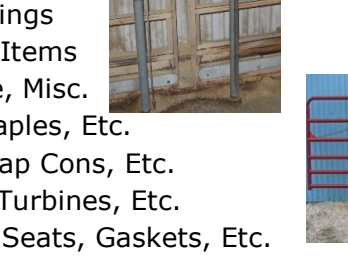 ings
Items
e, Misc.
aples, Etc.
ap Cons, Etc.
Turbines, Etc.
Seats, Gaskets, Etc.